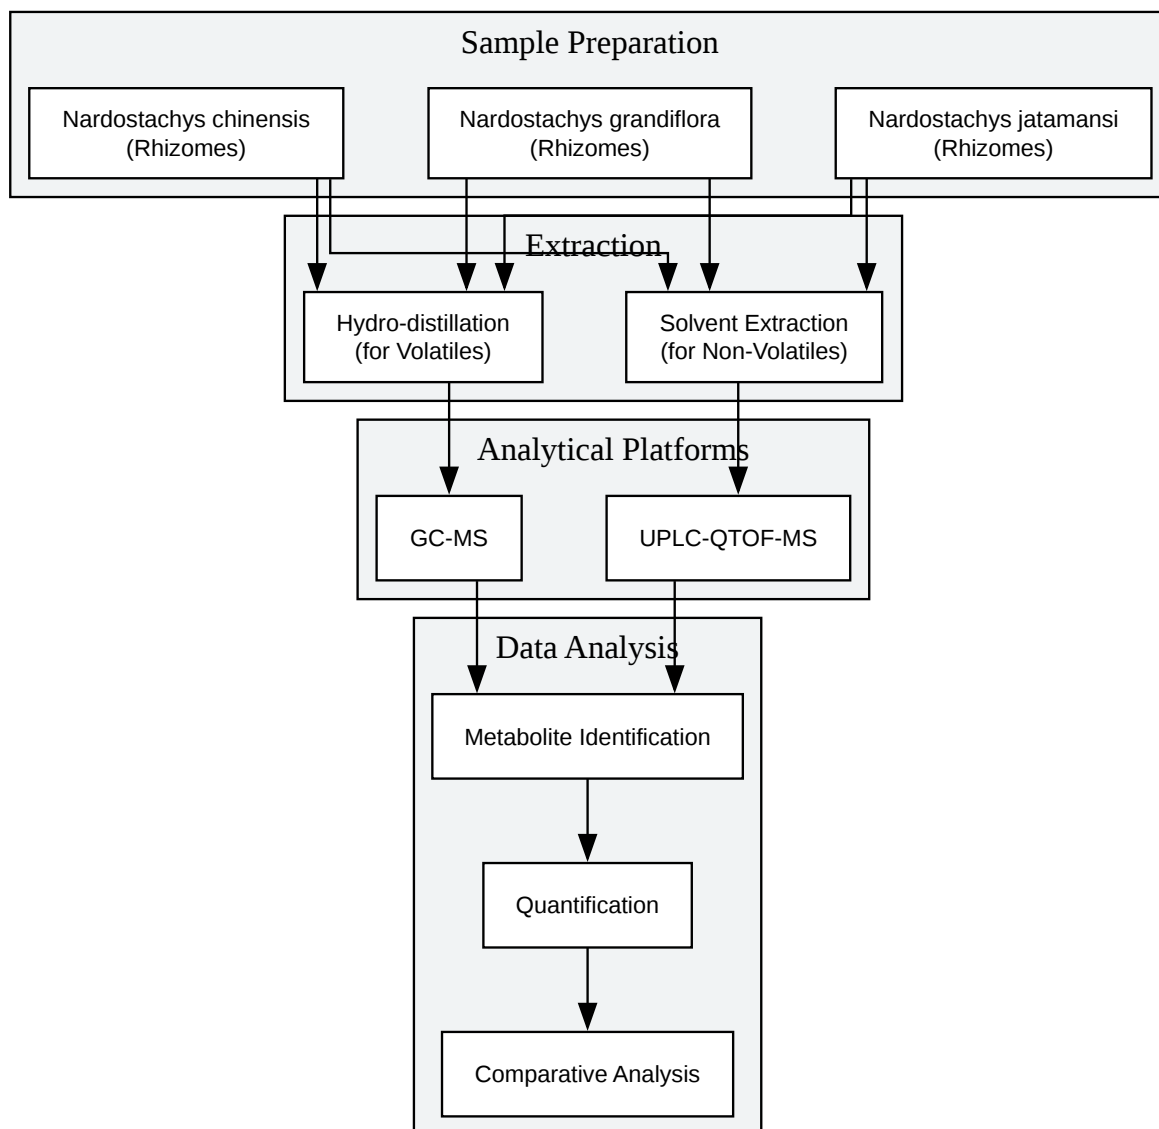 Sample Preparation
Nardostachys chinensis
(Rhizomes)
Nardostachys grandiflora
(Rhizomes)
Nardostachys jatamansi
(Rhizomes)
Extraction
Hydro-distillation
(for Volatiles)
Solvent Extraction
(for Non-Volatiles)
Analytical Platforms
GC-MS
UPLC-QTOF-MS
Data Analysis
Metabolite Identification
Quantification
Comparative Analysis